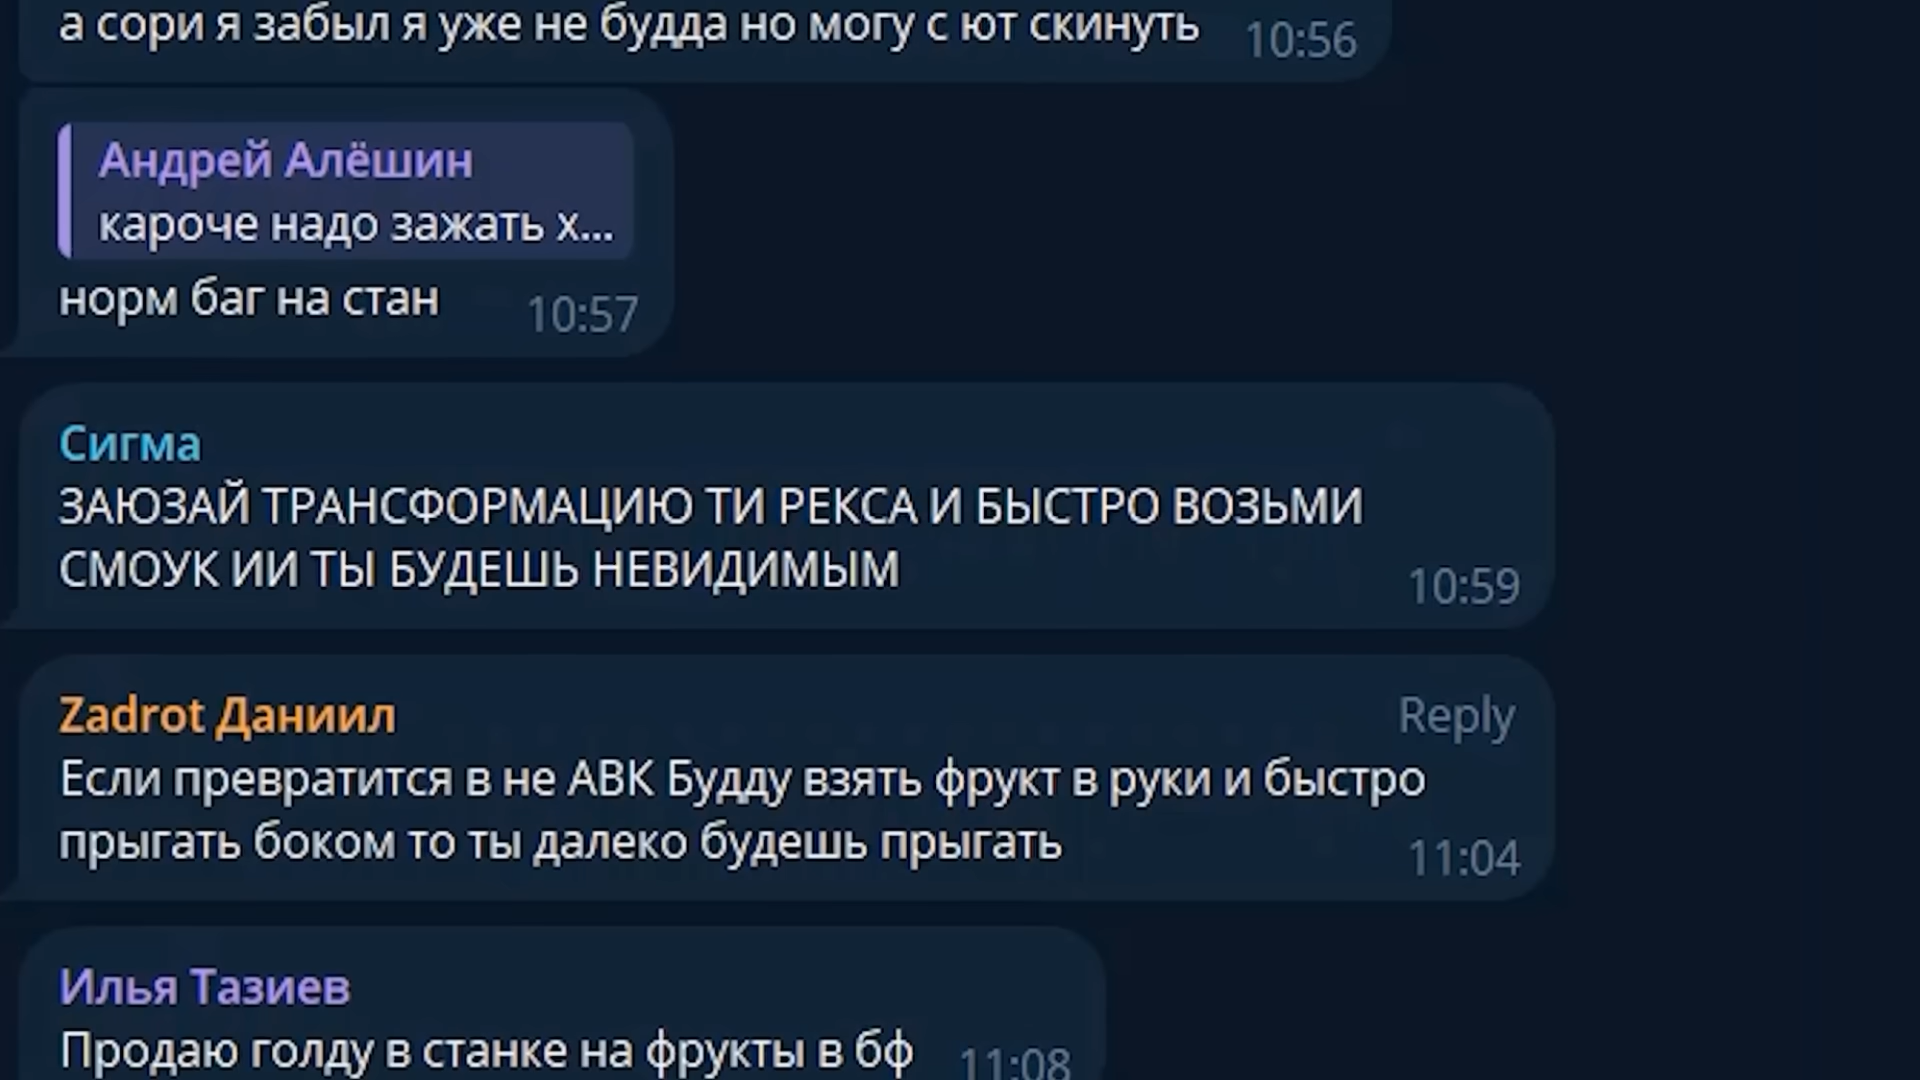 а сори я забыл я уже не будда но могу с ют скинуть 10:56
Андрей Алёшин
кароче надо зажать х...
норм баг на стан 10:57
Сигма
ЗАЮЗАЙ ТРАНСФОРМАЦИЮ ТИ РЕКСА И БЫСТРО ВОЗЬМИ
СМОУК ИИ ТЫ БУДЕШЬ НЕВИДИМЫМ 10:59
Zadrot Даниил Reply
Если превратится в не АВК Будду взять фрукт в руки и быстро
прыгать боком то ты далеко будешь прыгать 11:04
Илья Тазиев
Продаю голду в станке на фрукты в бф 11:08